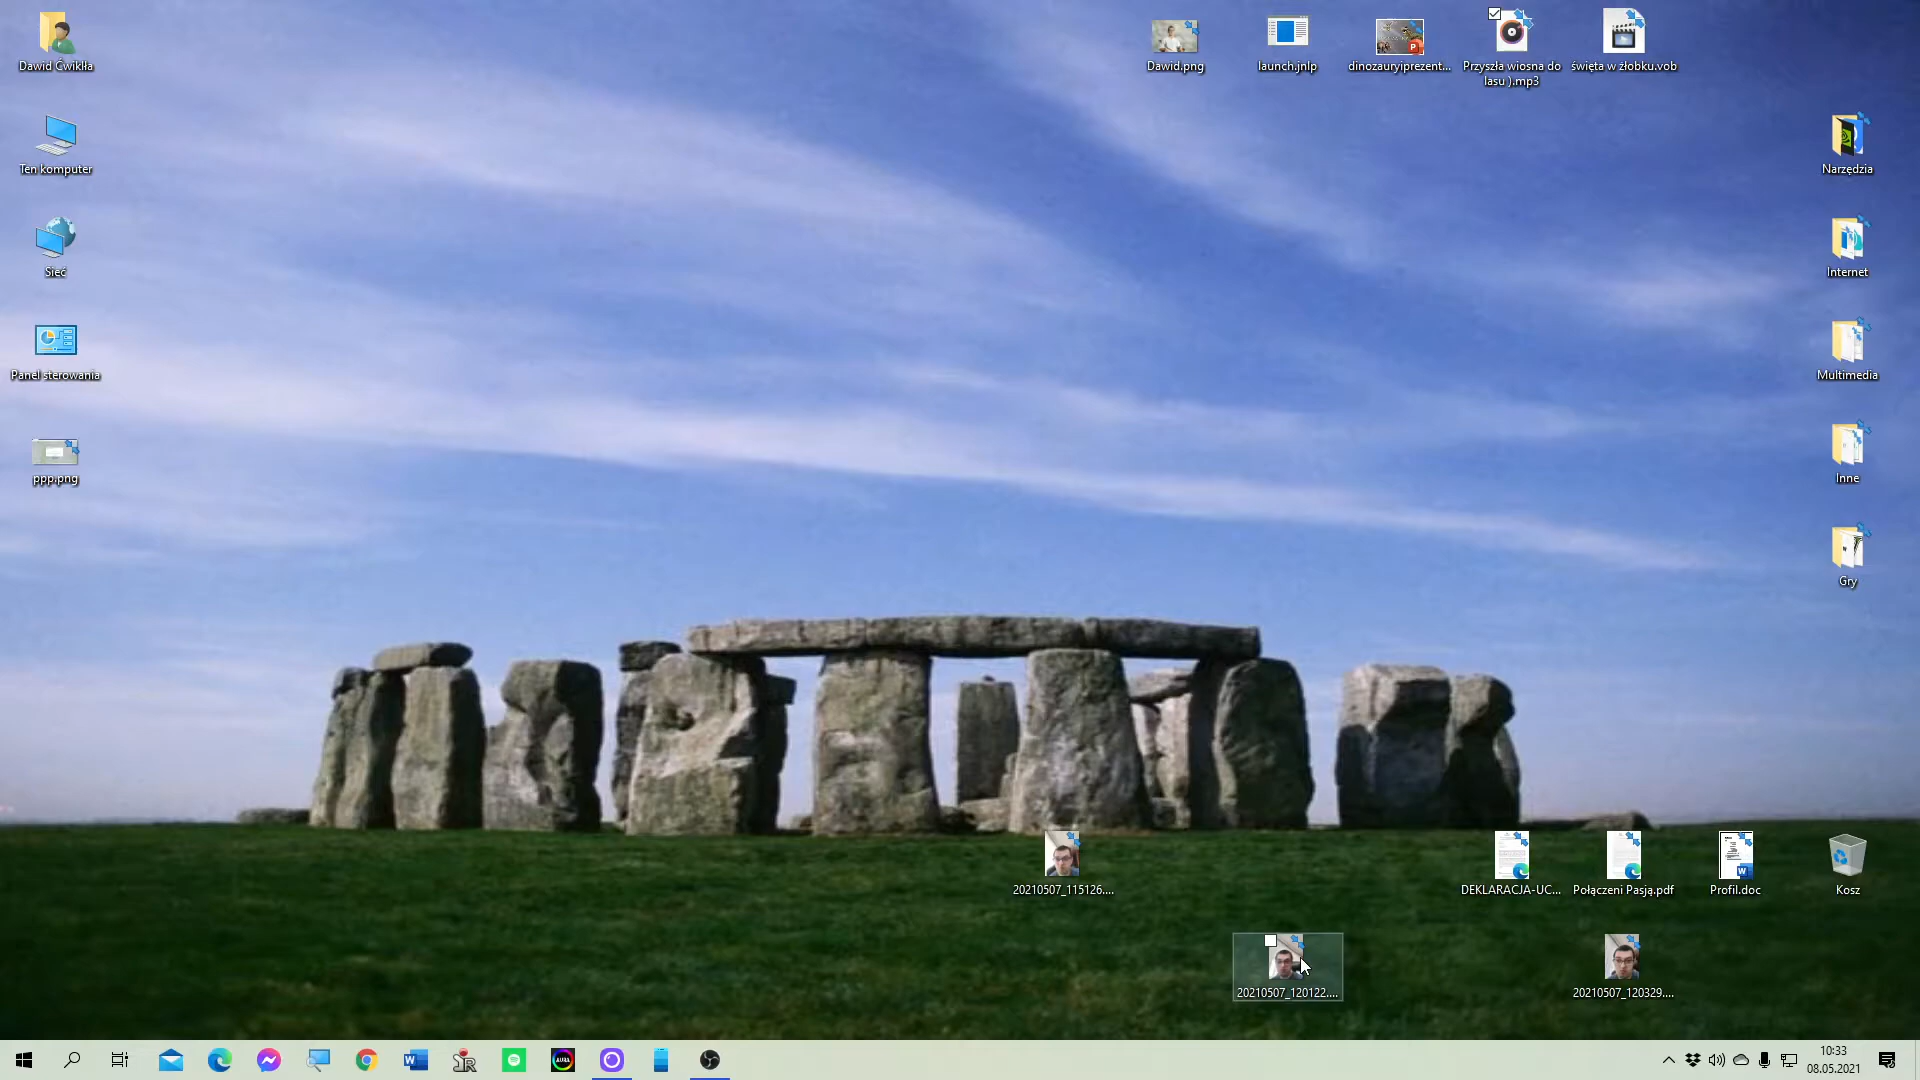 Dawid Ćwikła
Dawid.png
launch.jnlp
dinozauryiprezent...
Przyszła wiosna do
lasu ).mp3
święta w żłobku.vob
Ten komputer
Narzędzia
Sieć
Internet
Panel sterowania
Multimedia
ppp.png
Inne
Gry
20210507_115126....
DEKLARACJA-UC...
Połączeni Pasją.pdf
Profil.doc
Kosz
20210507_120122....
20210507_120329....
AURA
10:33
08.05.2021